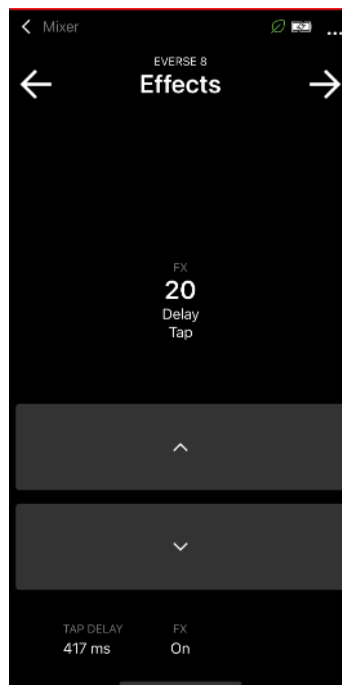 Mixer
...
EVERSE 8
Effects
FX
20
Delay
Tap
TAP DELAY FX
417 ms On